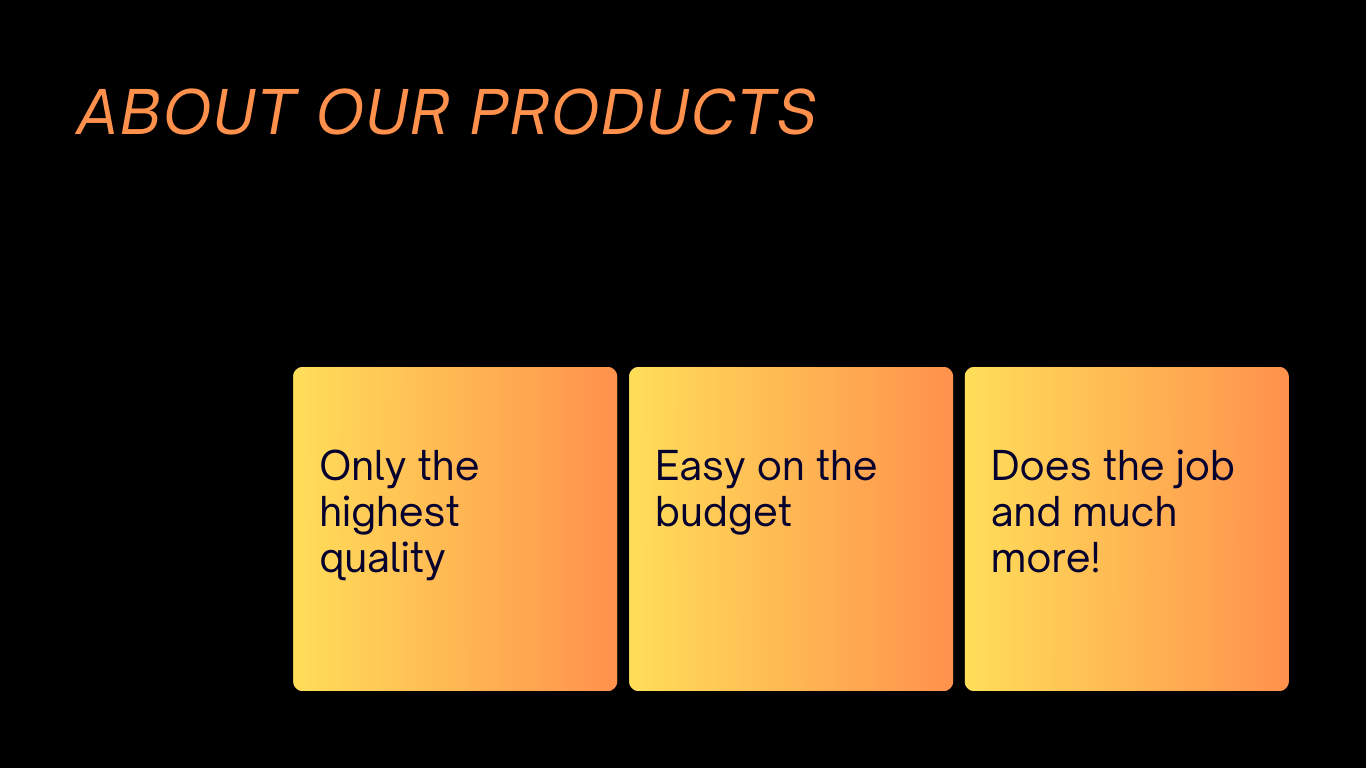 ABOUT OUR PRODUCTS
Only the
highest
quality
Easy on the
budget
Does the job
and much
more!